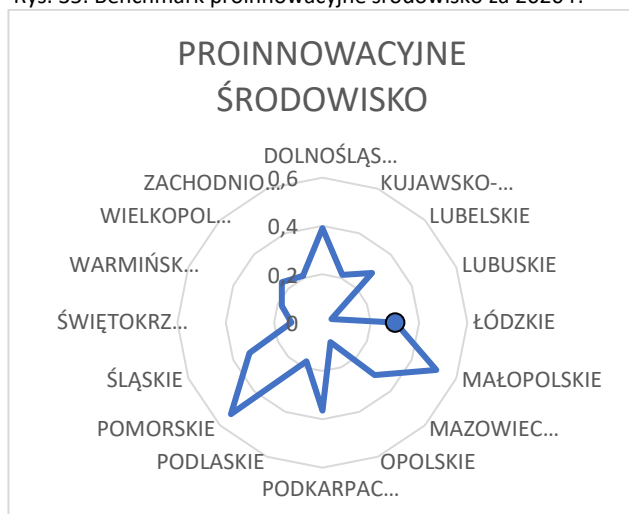 Rys. 35. Benchmark proinnowacyjne środowisko za 2020 r.
PROINNOWACYJNE
ŚRODOWISKO
DOLNOŚLĄS...
ZACHODNIO...
KUJAWSKO-...
WIELKOPOL...
LUBELSKIE
WARMIŃSK...
LUBUSKIE
ŚWIĘTOKRZ...
ŁÓDZKIE
ŚLĄSKIE
MAŁOPOLSKIE
POMORSKIE
MAZOWIEC...
PODLASKIE
OPOLSKIE
PODKARPAC...
0,6
0,4
0,2
0